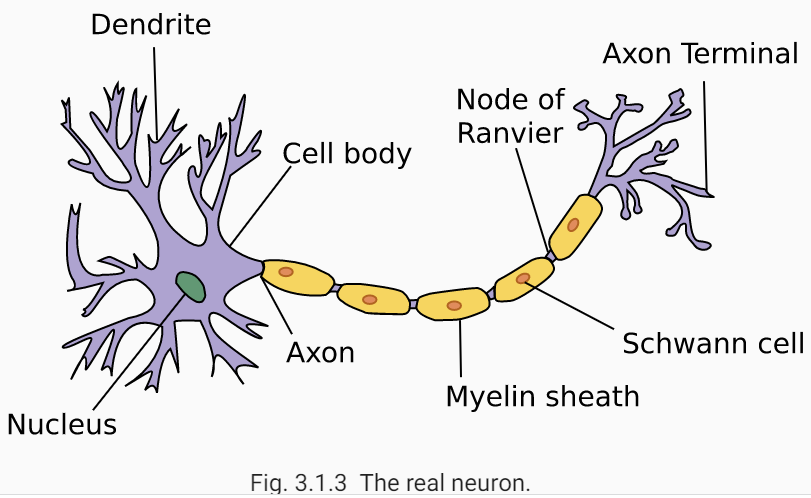 Dendrite
Axon Terminal
Node of
Ranvier
Cell body
Axon
Schwann cell
Myelin sheath
Nucleus
Fig. 3.1.3 The real neuron.